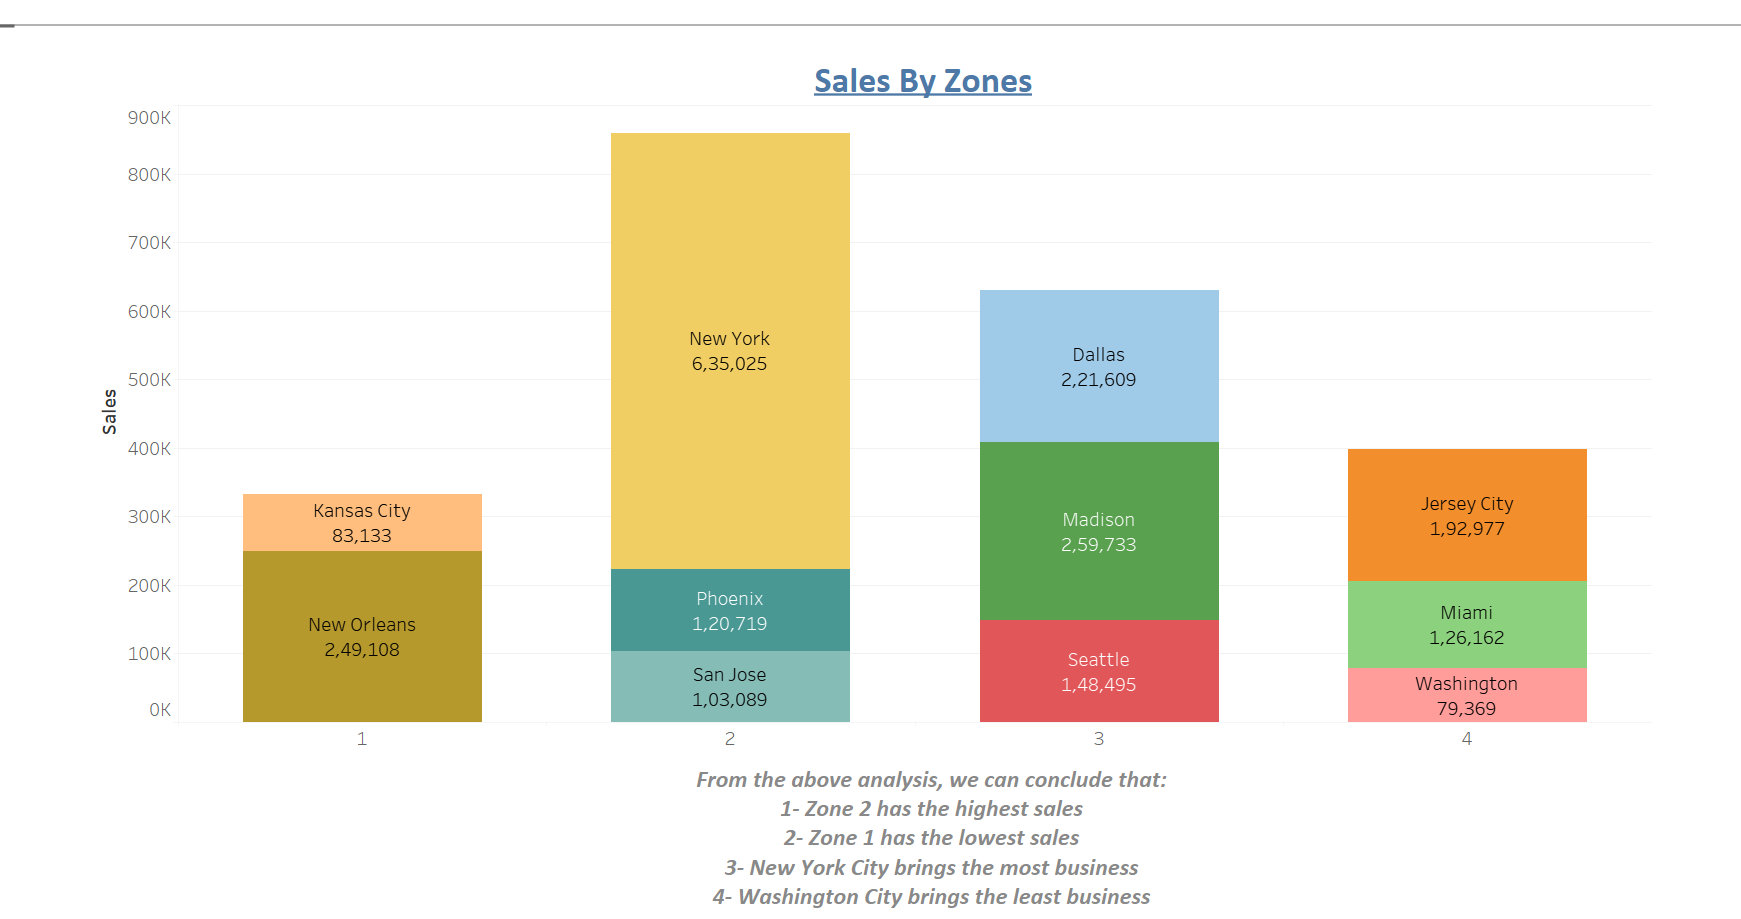 Sales By Zones
900K
800K
700K
600K
500K
400K
300K
200K
100K
0K
Sales
Kansas City
83,133
New Orleans
2,49,108
New York
6,35,025
Phoenix
1,20,719
San Jose
1,03,089
Dallas
2,21,609
Madison
2,59,733
Seattle
1,48,495
Jersey City
1,92,977
Miami
1,26,162
Washington
79,369
1
2
3
4
From the above analysis, we can conclude that:
1- Zone 2 has the highest sales
2- Zone 1 has the lowest sales
3- New York City brings the most business
4- Washington City brings the least business